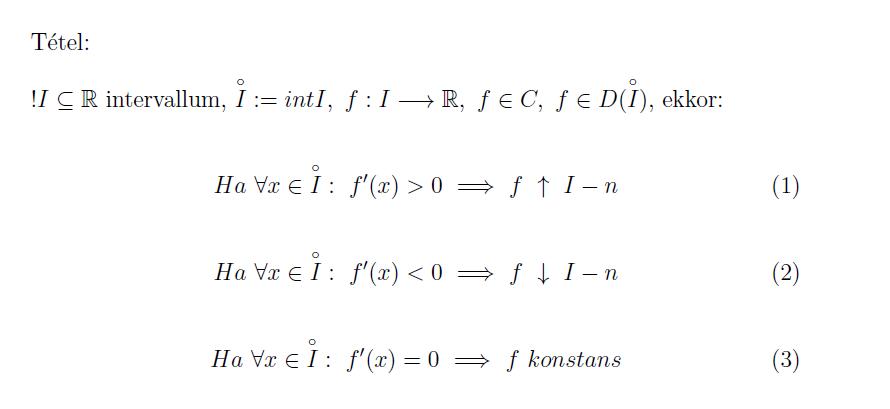 Tétel:
!I ⊆ ℝ intervallum, I̊ := intI, f : I ⟶ ℝ, f ∈ C, f ∈ D(I̊), ekkor:
Ha ∀x ∈ I̊ : f′(x) > 0 ⟹ f ↑ I − n (1)
Ha ∀x ∈ I̊ : f′(x) < 0 ⟹ f ↓ I − n (2)
Ha ∀x ∈ I̊ : f′(x) = 0 ⟹ f konstans (3)